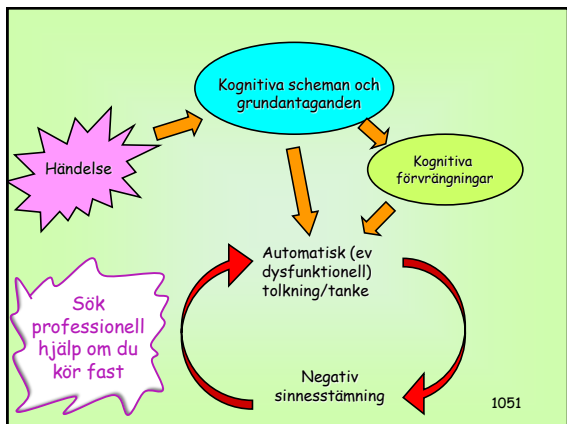 Kognitiva scheman och
grundantaganden
Händelse
Kognitiva
förvrängningar
Automatisk (ev
dysfunktionell)
tolkning/tanke
Sök
professionell
hjälp om du
kör fast
Negativ
sinnesstämning
1051